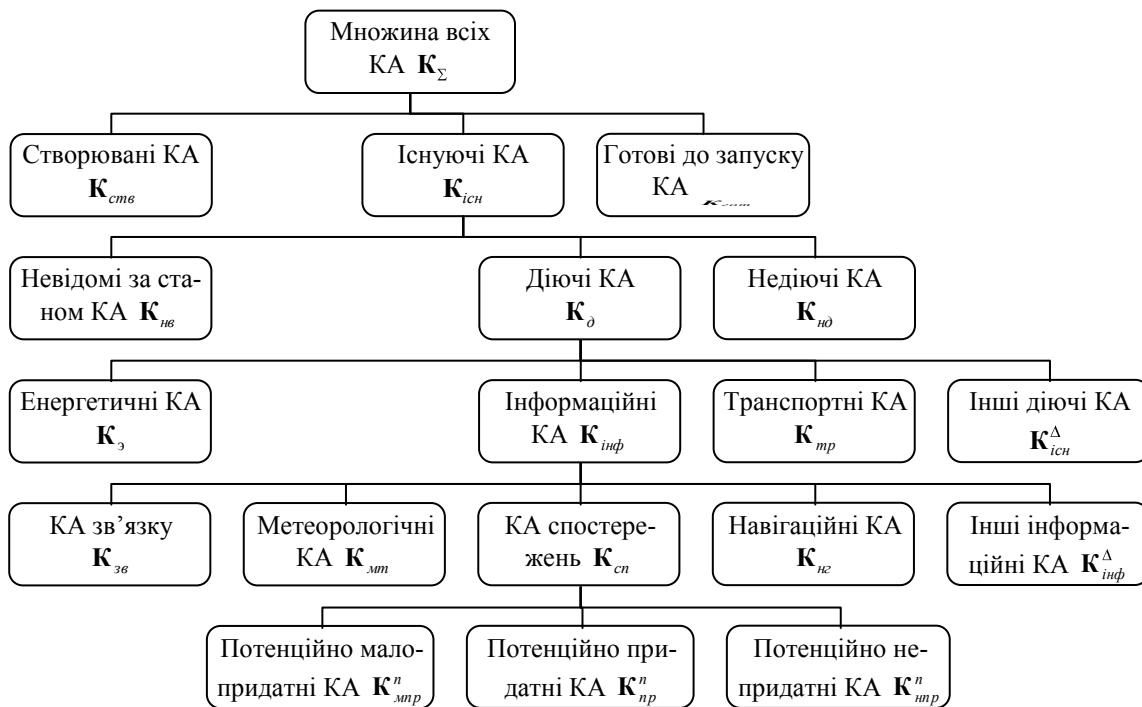 Множина всіх
КА K_Σ
Створювані КА
K_ств
Існуючі КА
K_існ
Готові до запуску
КА
Невідомі за ста-
ном КА K_нв
Діючі КА
K_д
Недіючі КА
K_нд
Енергетичні КА
K_э
Інформаційні
КА K_інф
Транспортні КА
K_тр
Інші діючі КА
K^Δ_існ
КА зв’язку
K_зв
Метеорологічні
КА K_мт
КА спостере-
жень K_сп
Навігаційні КА
K_нг
Інші інформа-
ційні КА K^Δ_інф
Потенційно мало-
придатні КА K^п_мпр
Потенційно при-
датні КА K^п_пр
Потенційно не-
придатні КА K^п_нпр